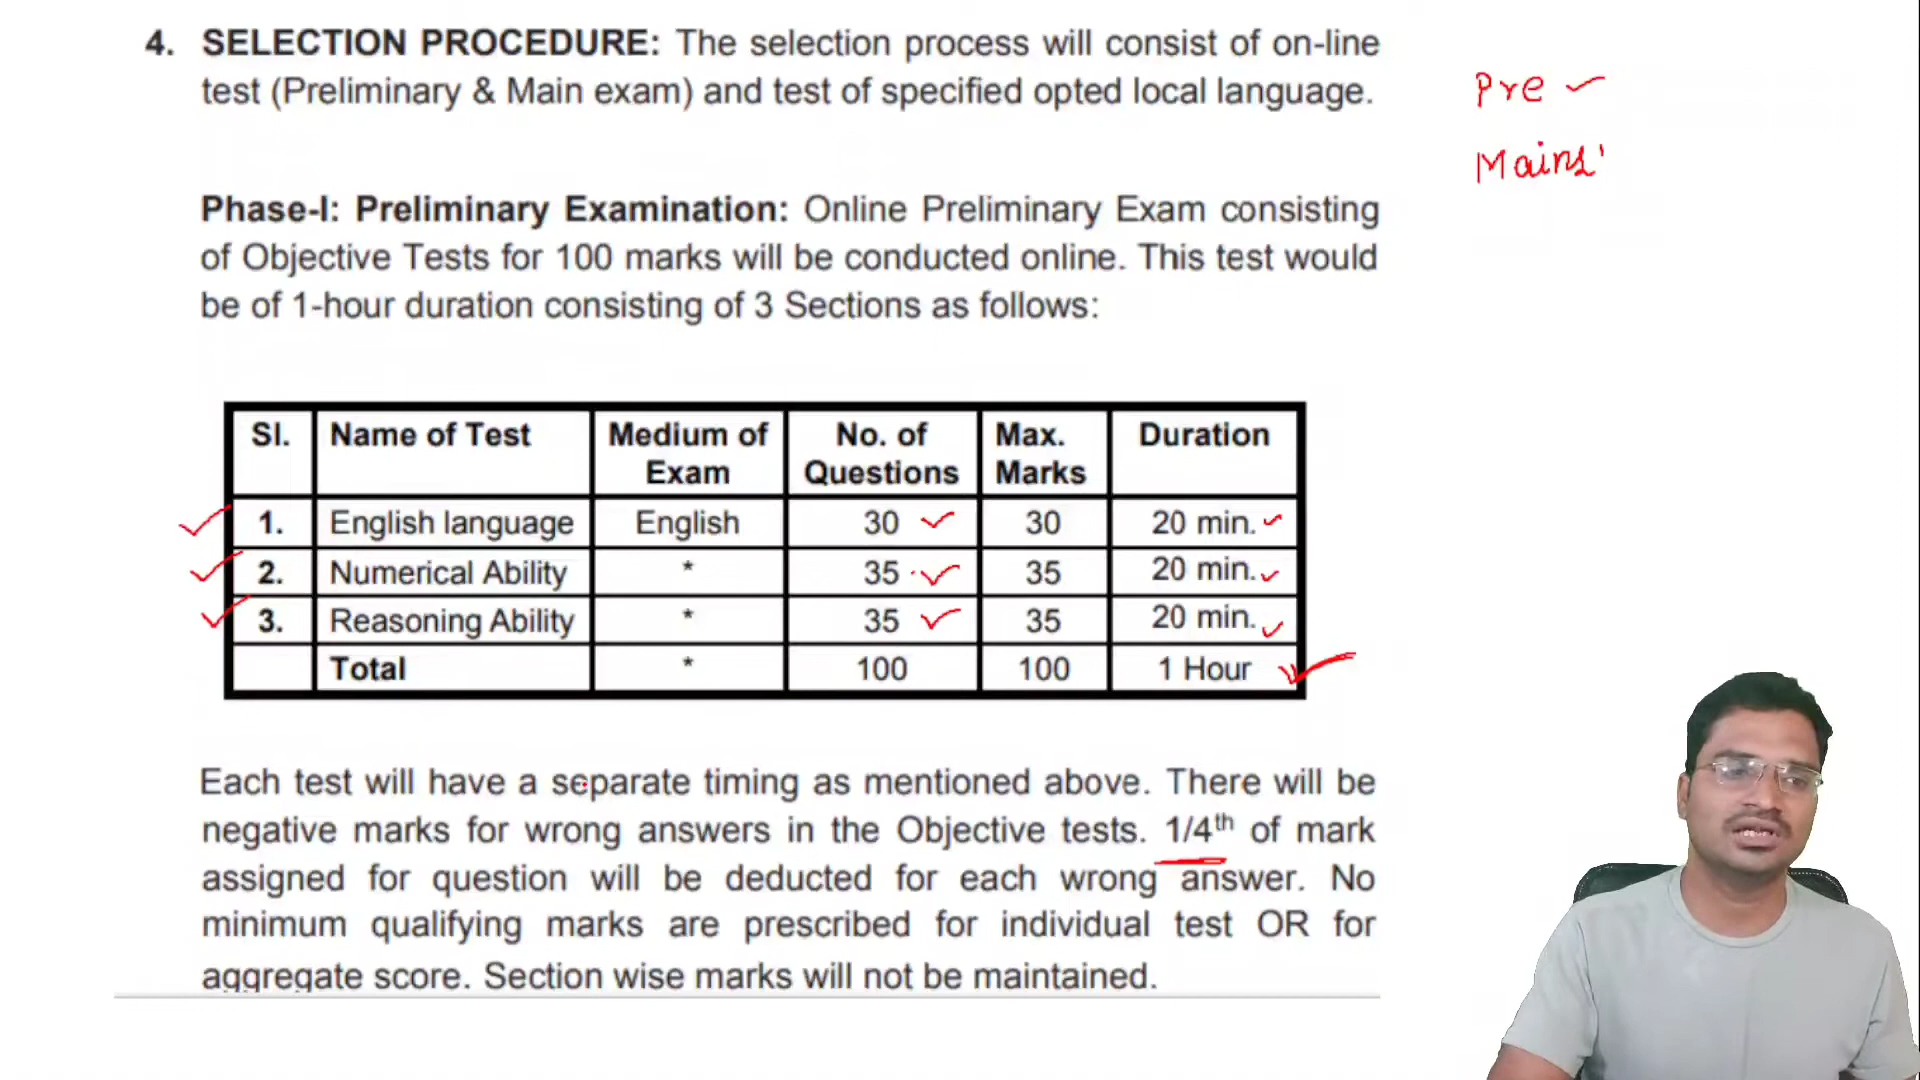 4. SELECTION PROCEDURE: The selection process will consist of on-line
test (Preliminary & Main exam) and test of specified opted local language.
Pre
Mains
Phase-I: Preliminary Examination: Online Preliminary Exam consisting
of Objective Tests for 100 marks will be conducted online. This test would
be of 1-hour duration consisting of 3 Sections as follows:
Sl. Name of Test Medium of Exam No. of Questions Max. Marks Duration
1. English language English 30 30 20 min.
2. Numerical Ability * 35 35 20 min.
3. Reasoning Ability * 35 35 20 min.
Total * 100 100 1 Hour
Each test will have a separate timing as mentioned above. There will be
negative marks for wrong answers in the Objective tests. 1/4th of mark
assigned for question will be deducted for each wrong answer. No
minimum qualifying marks are prescribed for individual test OR for
aggregate score. Section wise marks will not be maintained.